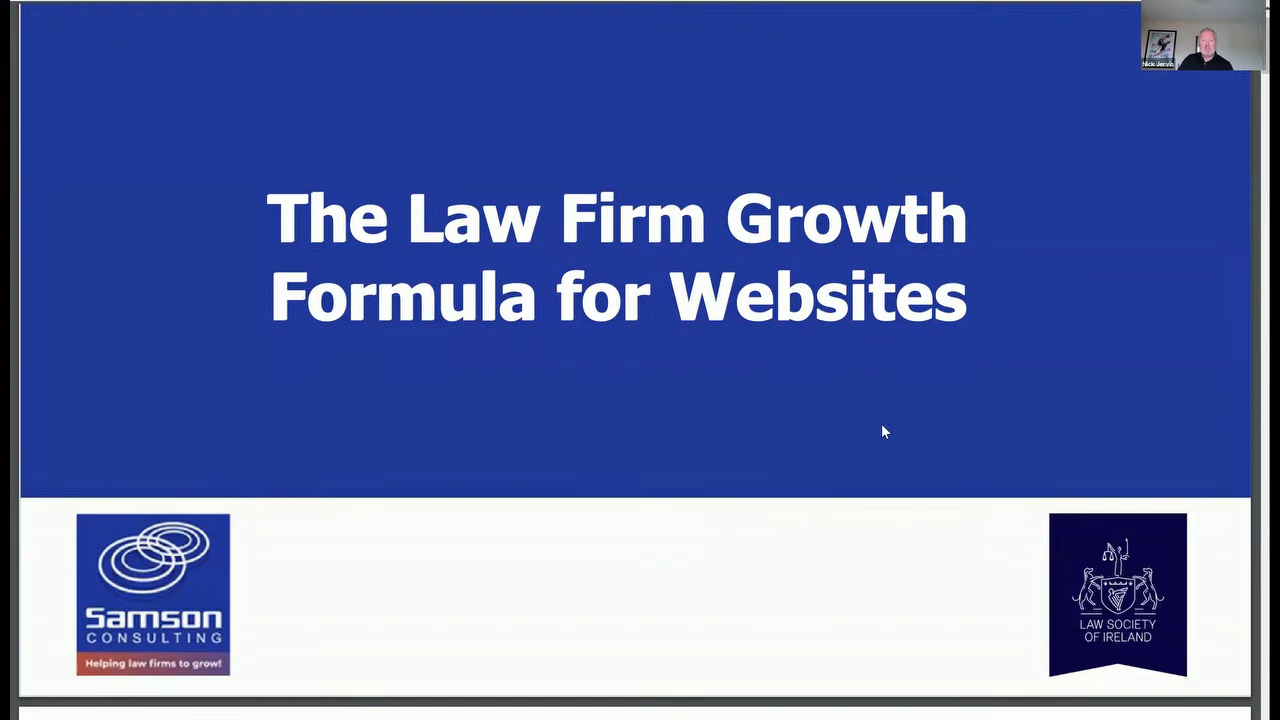 Nick Jervis
The Law Firm Growth
Formula for Websites
Samson
CONSULTING
Helping law firms to grow!
LAW SOCIETY
OF IRELAND